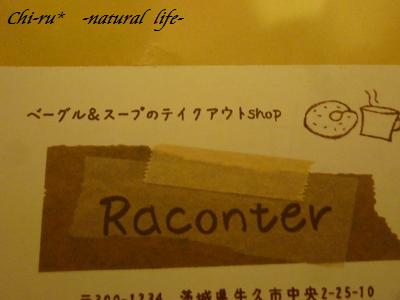 Chi-ru* -natural life-
ベーグル&スープのテイクアウトshop
Raconter
〒300-1234 茨城県牛久市中央2-25-10